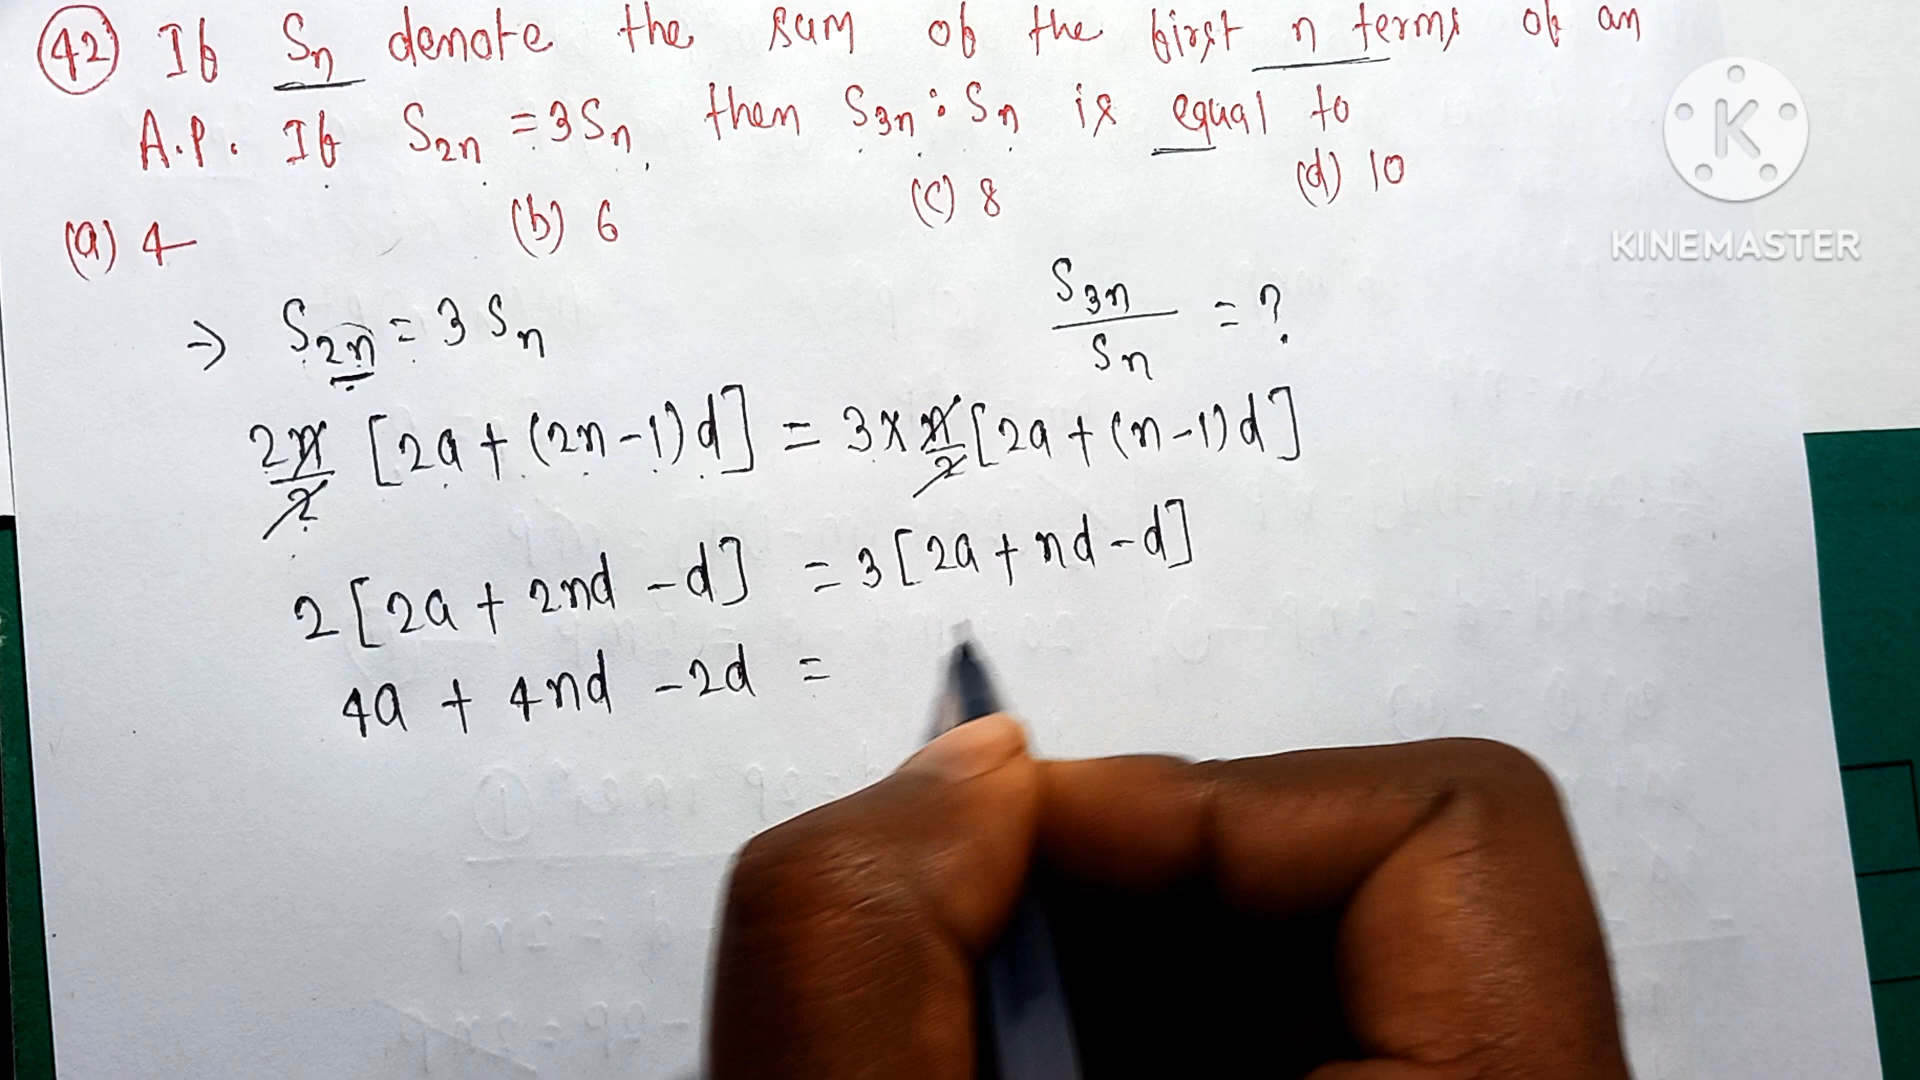 42 If Sn denote the sum of the first n terms of an
A.P. If S2n = 3Sn, then S3n : Sn is equal to
(a) 4 (b) 6 (c) 8 (d) 10
K
KINEMASTER
→ S2n = 3 Sn
S3n/Sn = ?
2n/2 [2a + (2n-1)d] = 3 × n/2 [2a + (n-1)d]
2[2a + 2nd - d] = 3[2a + nd - d]
4a + 4nd - 2d =